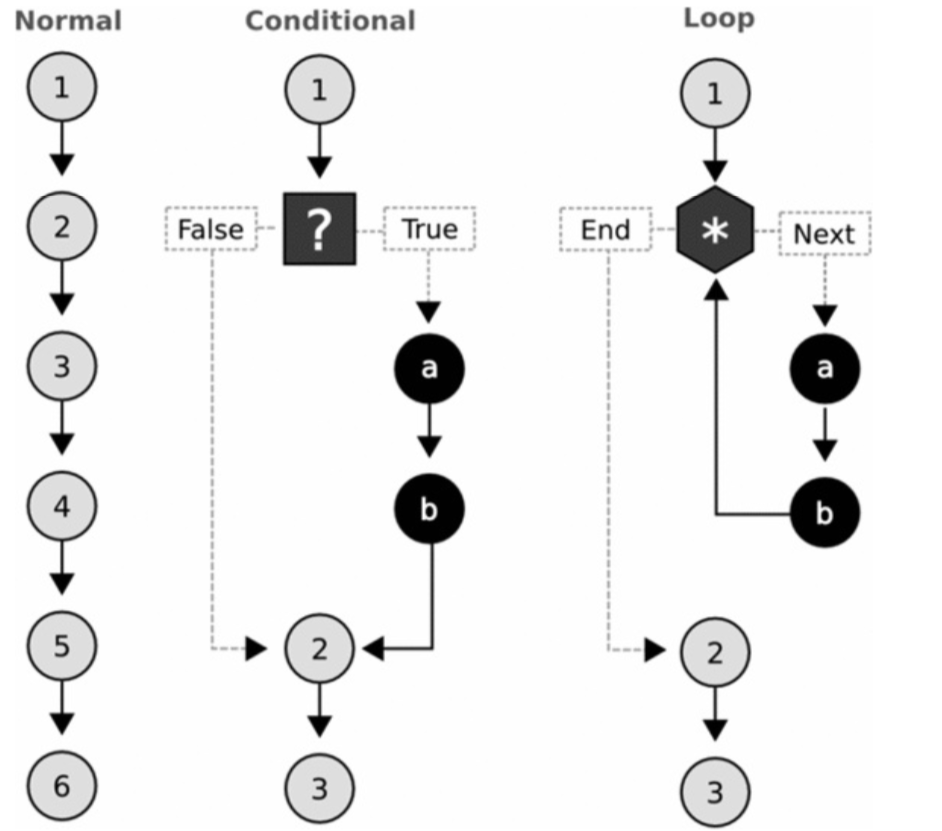 Normal
1
2
3
4
5
6
Conditional
1
?
False
True
a
b
2
3
Loop
1
*
End
Next
a
b
2
3